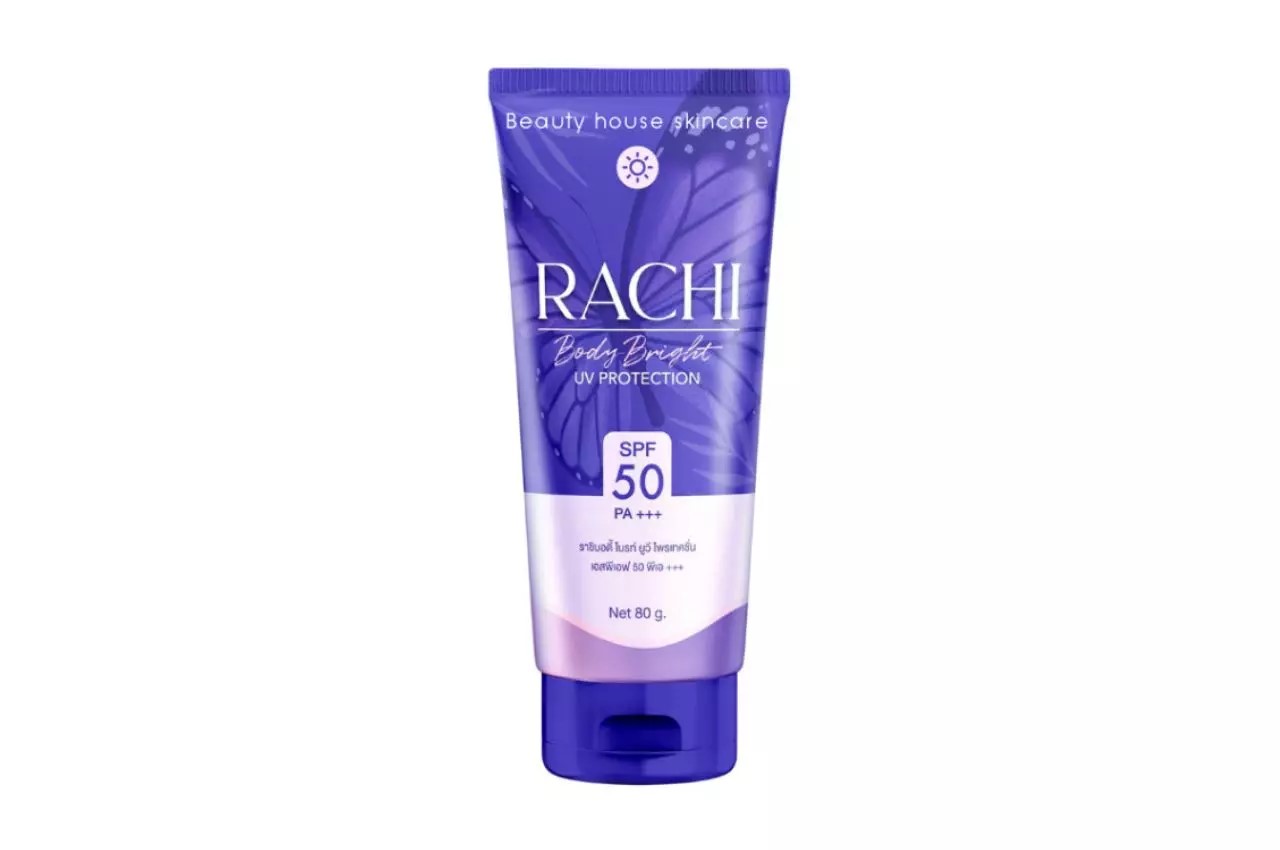 Beauty house skincare
RACHI
Body Bright
UV PROTECTION
SPF
50
PA +++
ราชิบอดี้ ไบรท์ ยูวี โพรเทคชั่น
เอสพีเอฟ 50 พีเอ +++
Net 80 g.